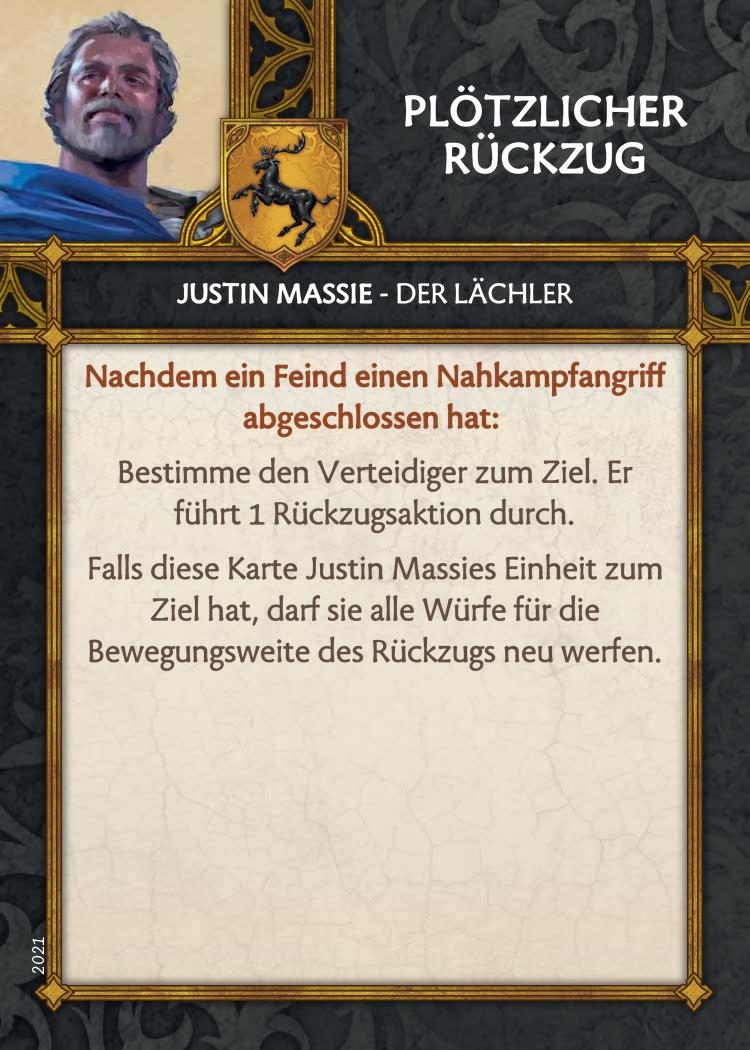 PLÖTZLICHER
RÜCKZUG
JUSTIN MASSIE - DER LÄCHLER
Nachdem ein Feind einen Nahkampfangriff
abgeschlossen hat:
Bestimme den Verteidiger zum Ziel. Er
führt 1 Rückzugsaktion durch.
Falls diese Karte Justin Massies Einheit zum
Ziel hat, darf sie alle Würfe für die
Bewegungsweite des Rückzugs neu werfen.
2021